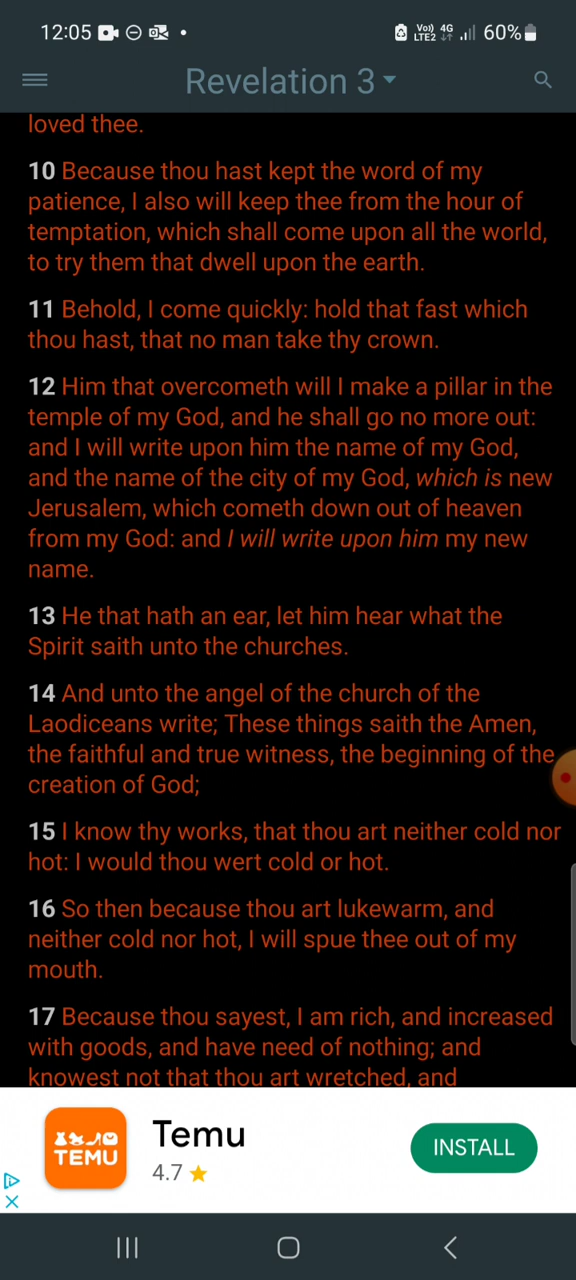 12:05
Vo) 4G
LTE2
60%
Revelation 3
loved thee.
10 Because thou hast kept the word of my
patience, I also will keep thee from the hour of
temptation, which shall come upon all the world,
to try them that dwell upon the earth.
11 Behold, I come quickly: hold that fast which
thou hast, that no man take thy crown.
12 Him that overcometh will I make a pillar in the
temple of my God, and he shall go no more out:
and I will write upon him the name of my God,
and the name of the city of my God, which is new
Jerusalem, which cometh down out of heaven
from my God: and I will write upon him my new
name.
13 He that hath an ear, let him hear what the
Spirit saith unto the churches.
14 And unto the angel of the church of the
Laodiceans write; These things saith the Amen,
the faithful and true witness, the beginning of the
creation of God;
15 I know thy works, that thou art neither cold nor
hot: I would thou wert cold or hot.
16 So then because thou art lukewarm, and
neither cold nor hot, I will spue thee out of my
mouth.
17 Because thou sayest, I am rich, and increased
with goods, and have need of nothing; and
knowest not that thou art wretched, and
TEMU
Temu
4.7
INSTALL